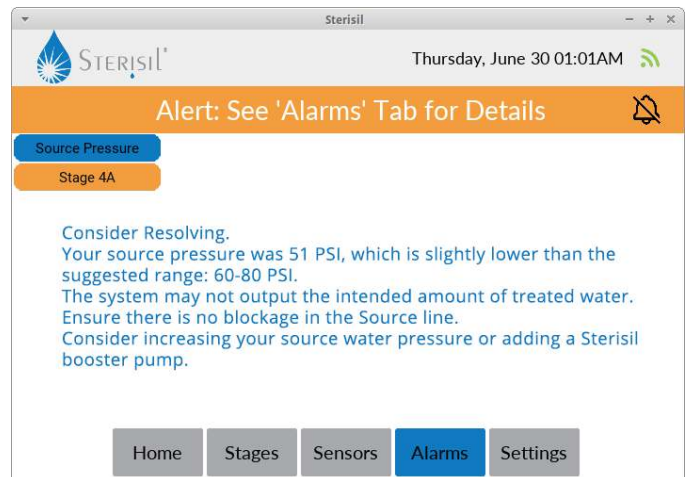 Sterisil
STERISIL
Thursday, June 30 01:01AM
Alert: See 'Alarms' Tab for Details
Source Pressure
Stage 4A
Consider Resolving.
Your source pressure was 51 PSI, which is slightly lower than the
suggested range: 60-80 PSI.
The system may not output the intended amount of treated water.
Ensure there is no blockage in the Source line.
Consider increasing your source water pressure or adding a Sterisil
booster pump.
Home Stages Sensors Alarms Settings